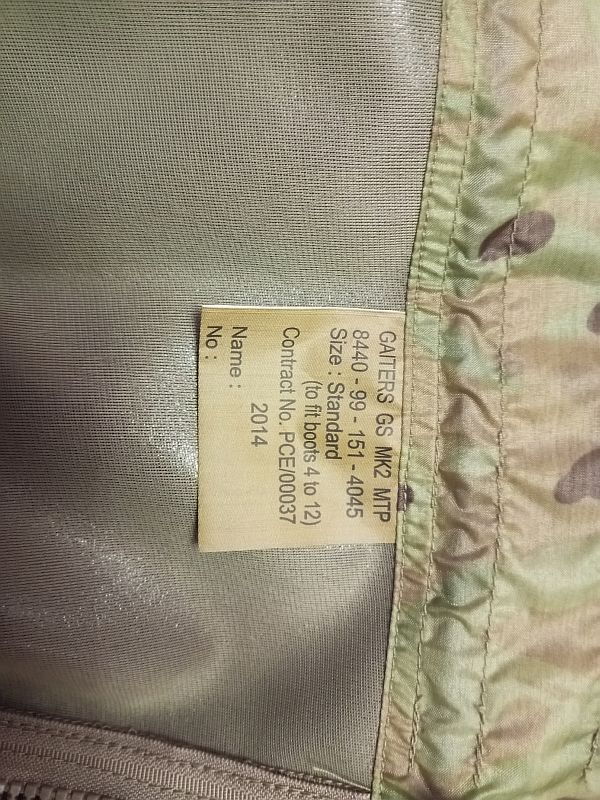 GAITERS GS MK2 MTP
8440 - 99 - 151 - 4045
Size : Standard
(to fit boots 4 to 12)
Contract No. PCE/00037
2014
Name :
No :